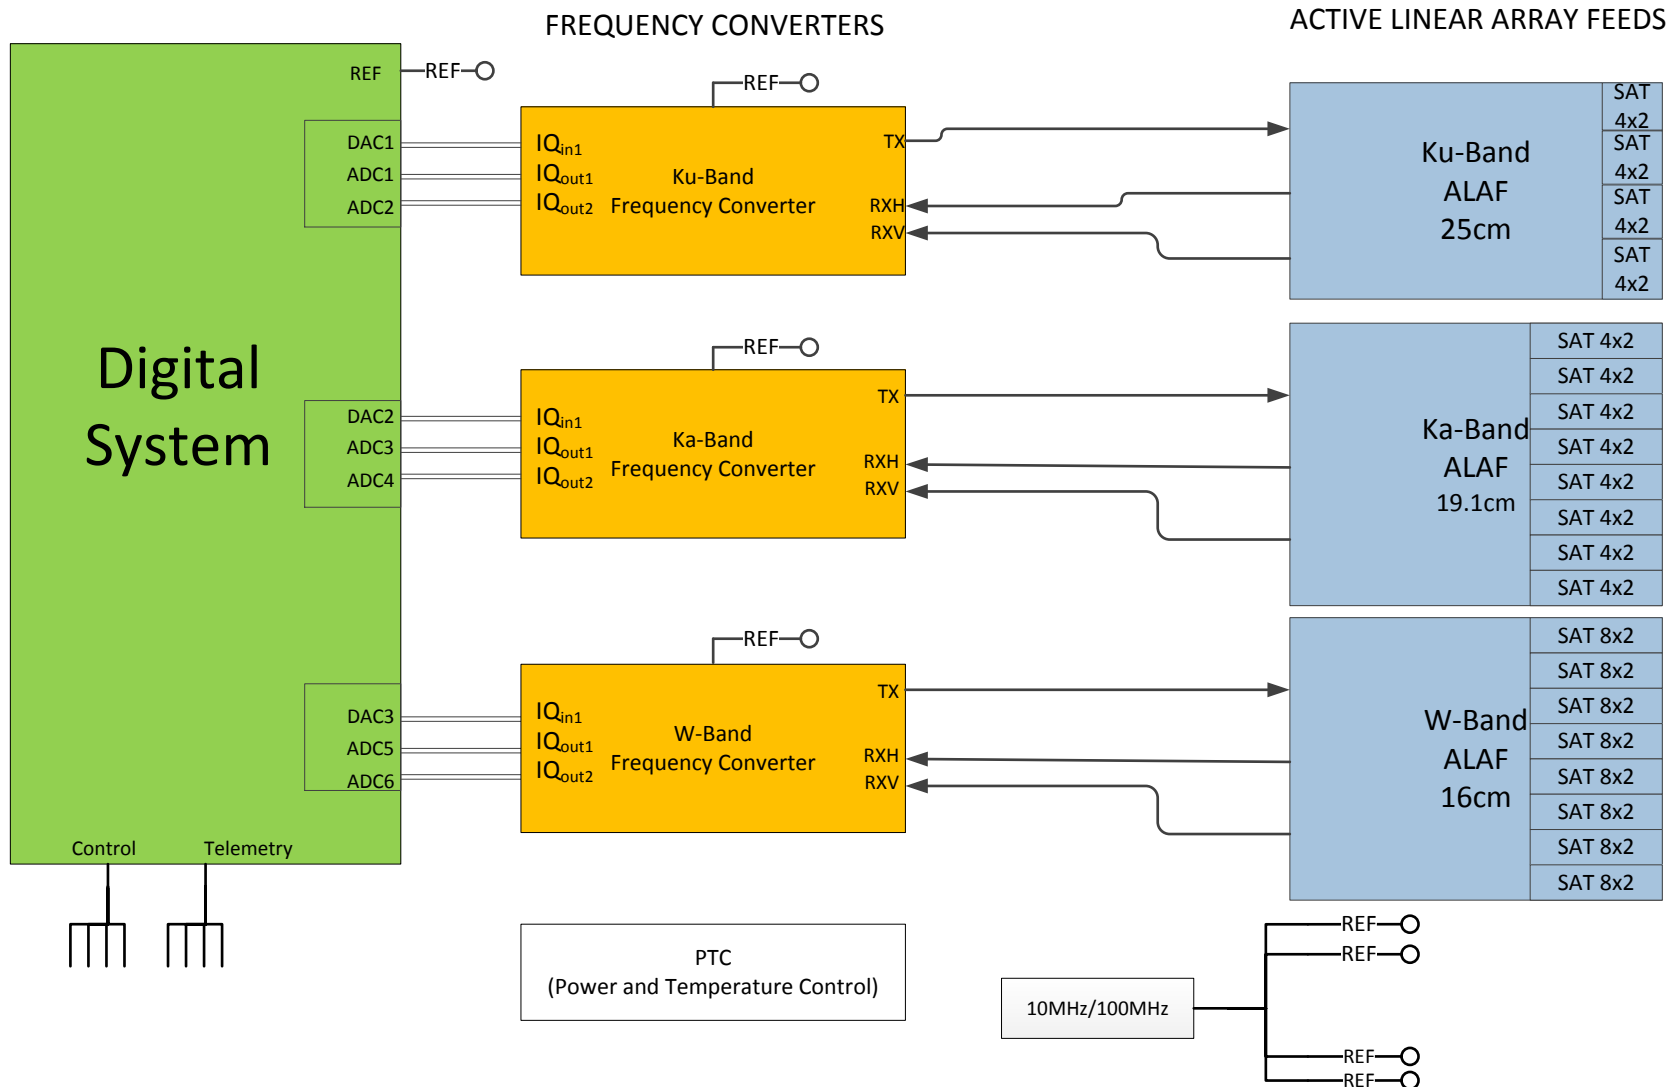 FREQUENCY CONVERTERS
ACTIVE LINEAR ARRAY FEEDS
Digital
System
REF
REF
DAC1
ADC1
ADC2
DAC2
ADC3
ADC4
DAC3
ADC5
ADC6
Control
Telemetry
REF
IQin1
IQout1
IQout2
Ku-Band
Frequency Converter
TX
RXH
RXV
REF
IQin1
IQout1
IQout2
Ka-Band
Frequency Converter
TX
RXH
RXV
REF
IQin1
IQout1
IQout2
W-Band
Frequency Converter
TX
RXH
RXV
Ku-Band
ALAF
25cm
SAT
4x2
SAT
4x2
SAT
4x2
SAT
4x2
Ka-Band
ALAF
19.1cm
SAT 4x2
SAT 4x2
SAT 4x2
SAT 4x2
SAT 4x2
SAT 4x2
SAT 4x2
SAT 4x2
W-Band
ALAF
16cm
SAT 8x2
SAT 8x2
SAT 8x2
SAT 8x2
SAT 8x2
SAT 8x2
SAT 8x2
SAT 8x2
PTC
(Power and Temperature Control)
10MHz/100MHz
REF
REF
REF
REF